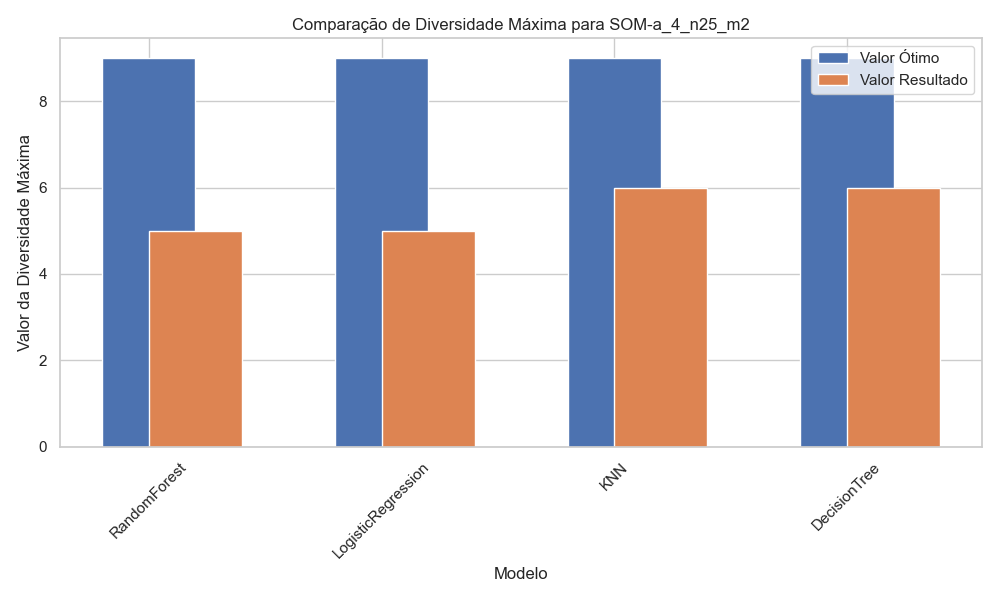 Comparação de Diversidade Máxima para SOM-a_4_n25_m2
Valor Ótimo
Valor Resultado
Valor da Diversidade Máxima
8
6
4
2
0
RandomForest
LogisticRegression
KNN
DecisionTree
Modelo